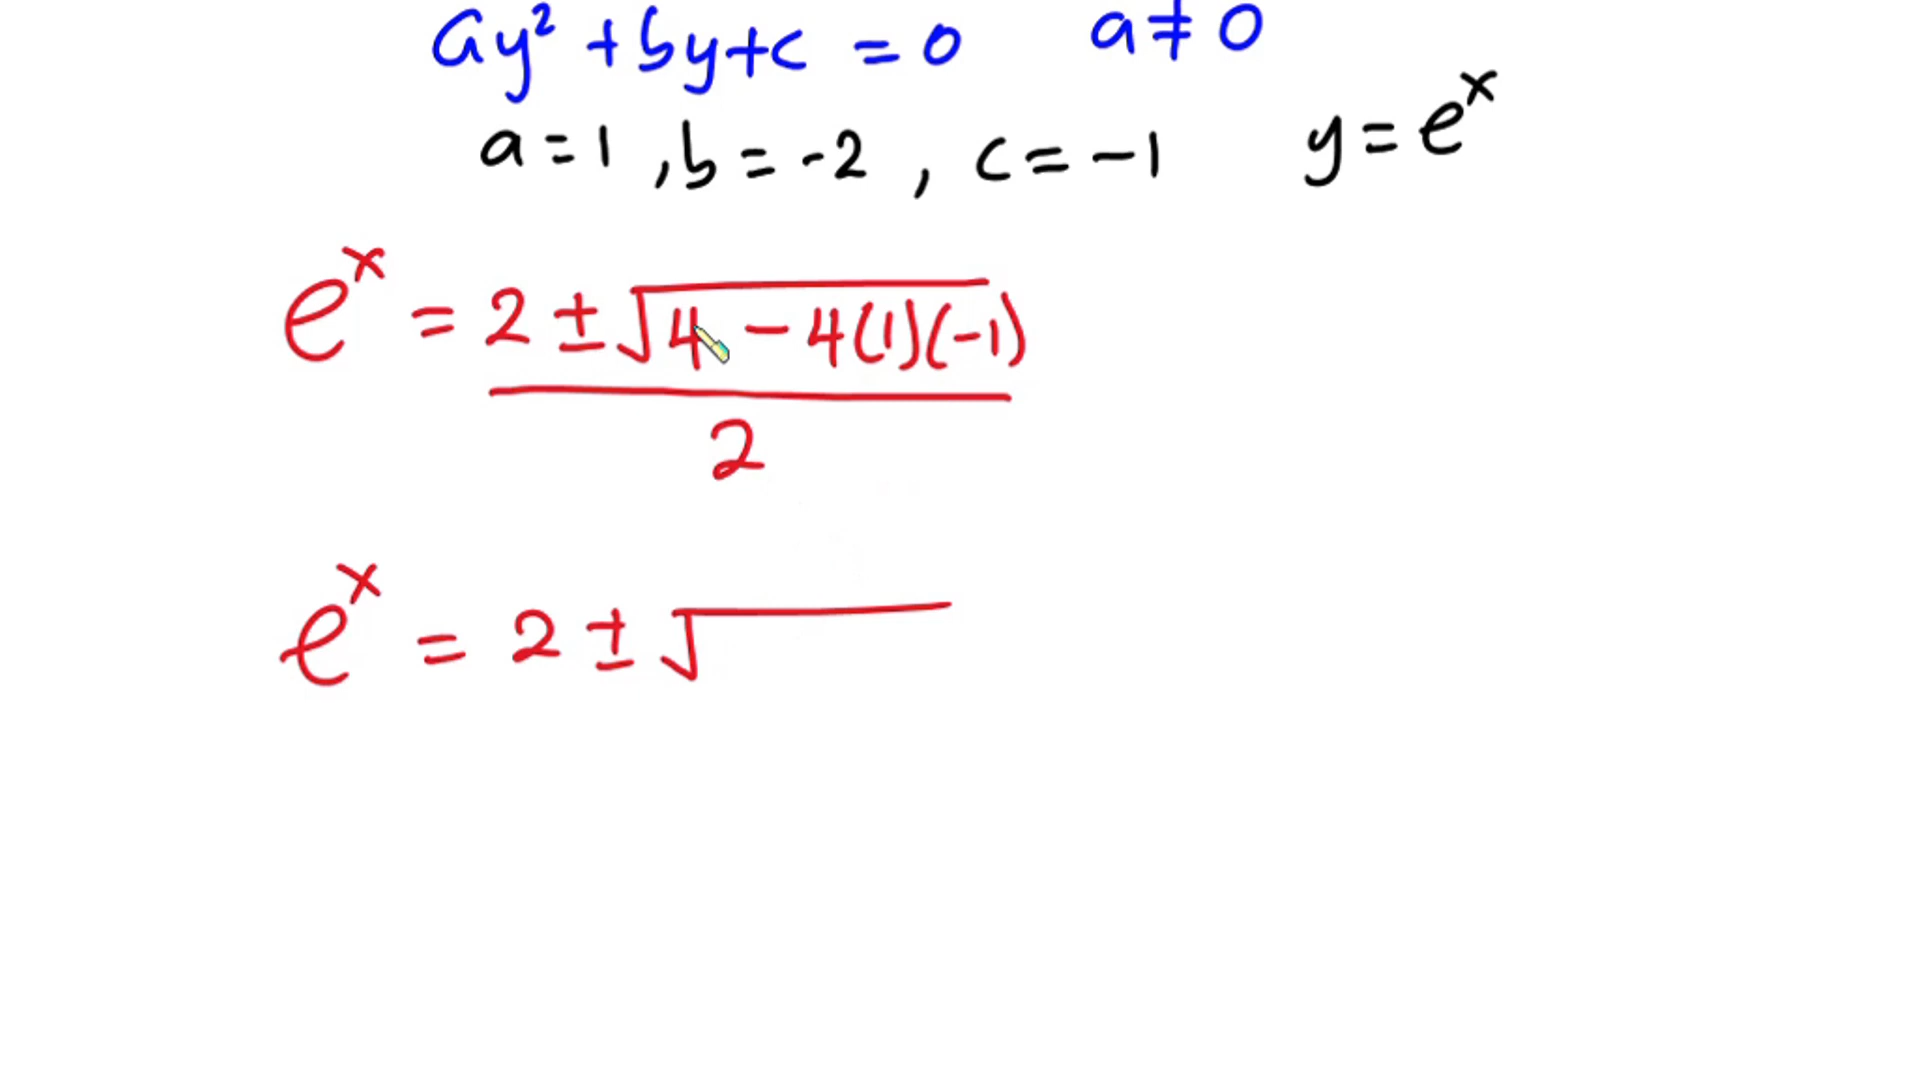 ay² + by + c = 0    a ≠ 0
a = 1 , b = -2 , c = -1    y = eˣ
eˣ = 2 ± √4 - 4(1)(-1)
2
eˣ = 2 ± √